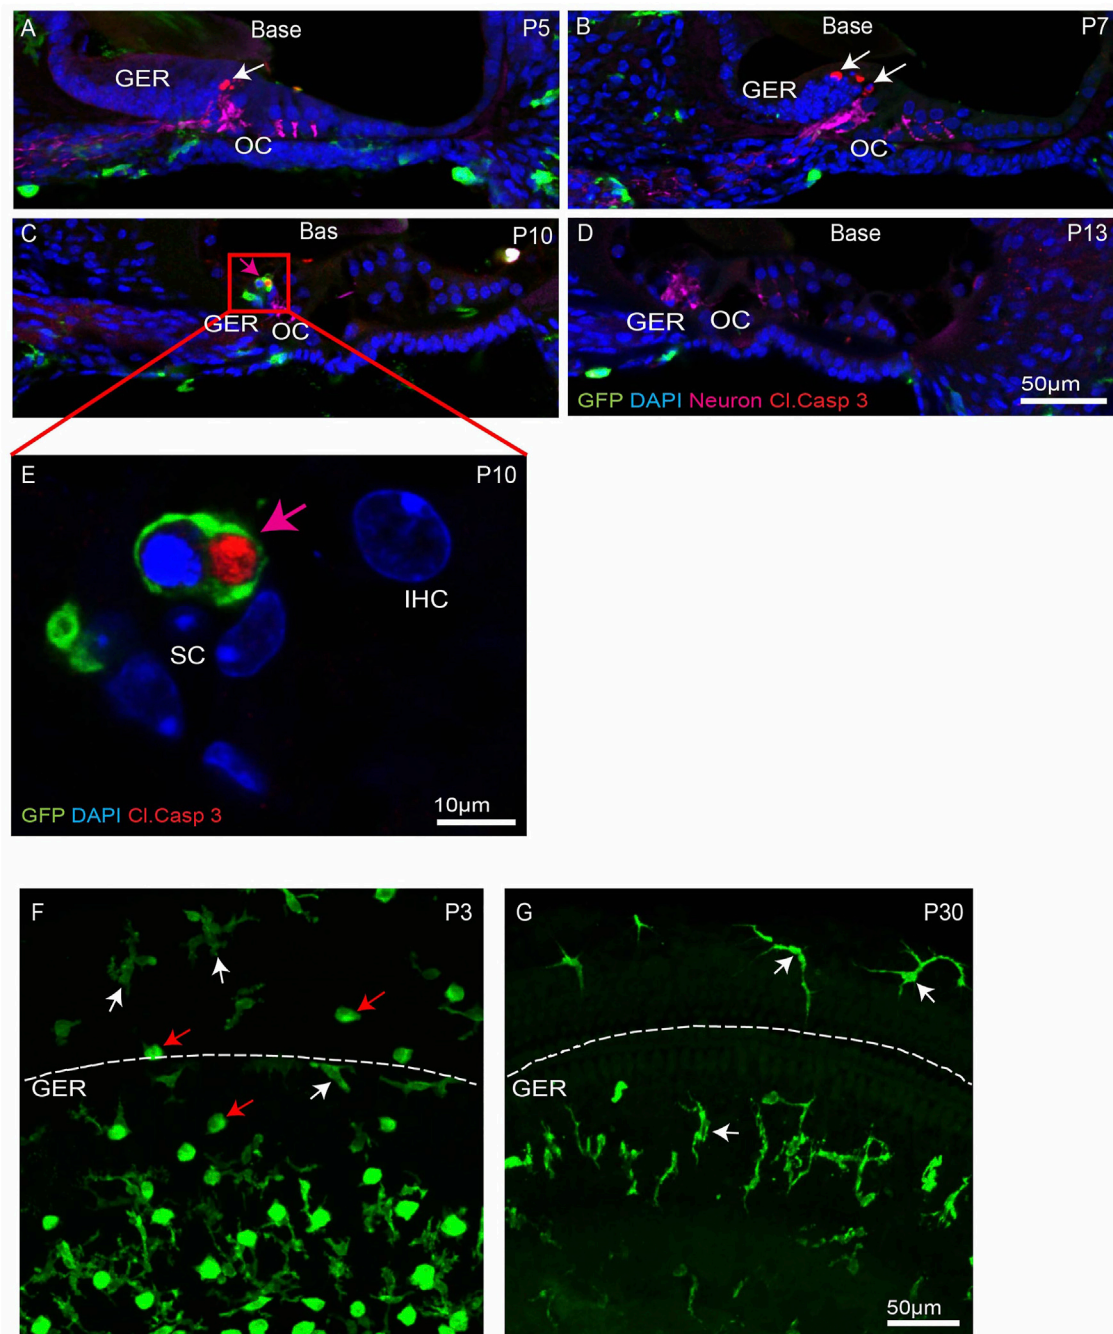 A Base P5
GER
OC
B Base P7
GER
OC
C Bas P10
GER OC
D Base P13
GER OC
50µm
GFP DAPI Neuron Cl.Casp 3
E P10
IHC
SC
10µm
GFP DAPI Cl.Casp 3
F P3
GER
G P30
GER
50µm